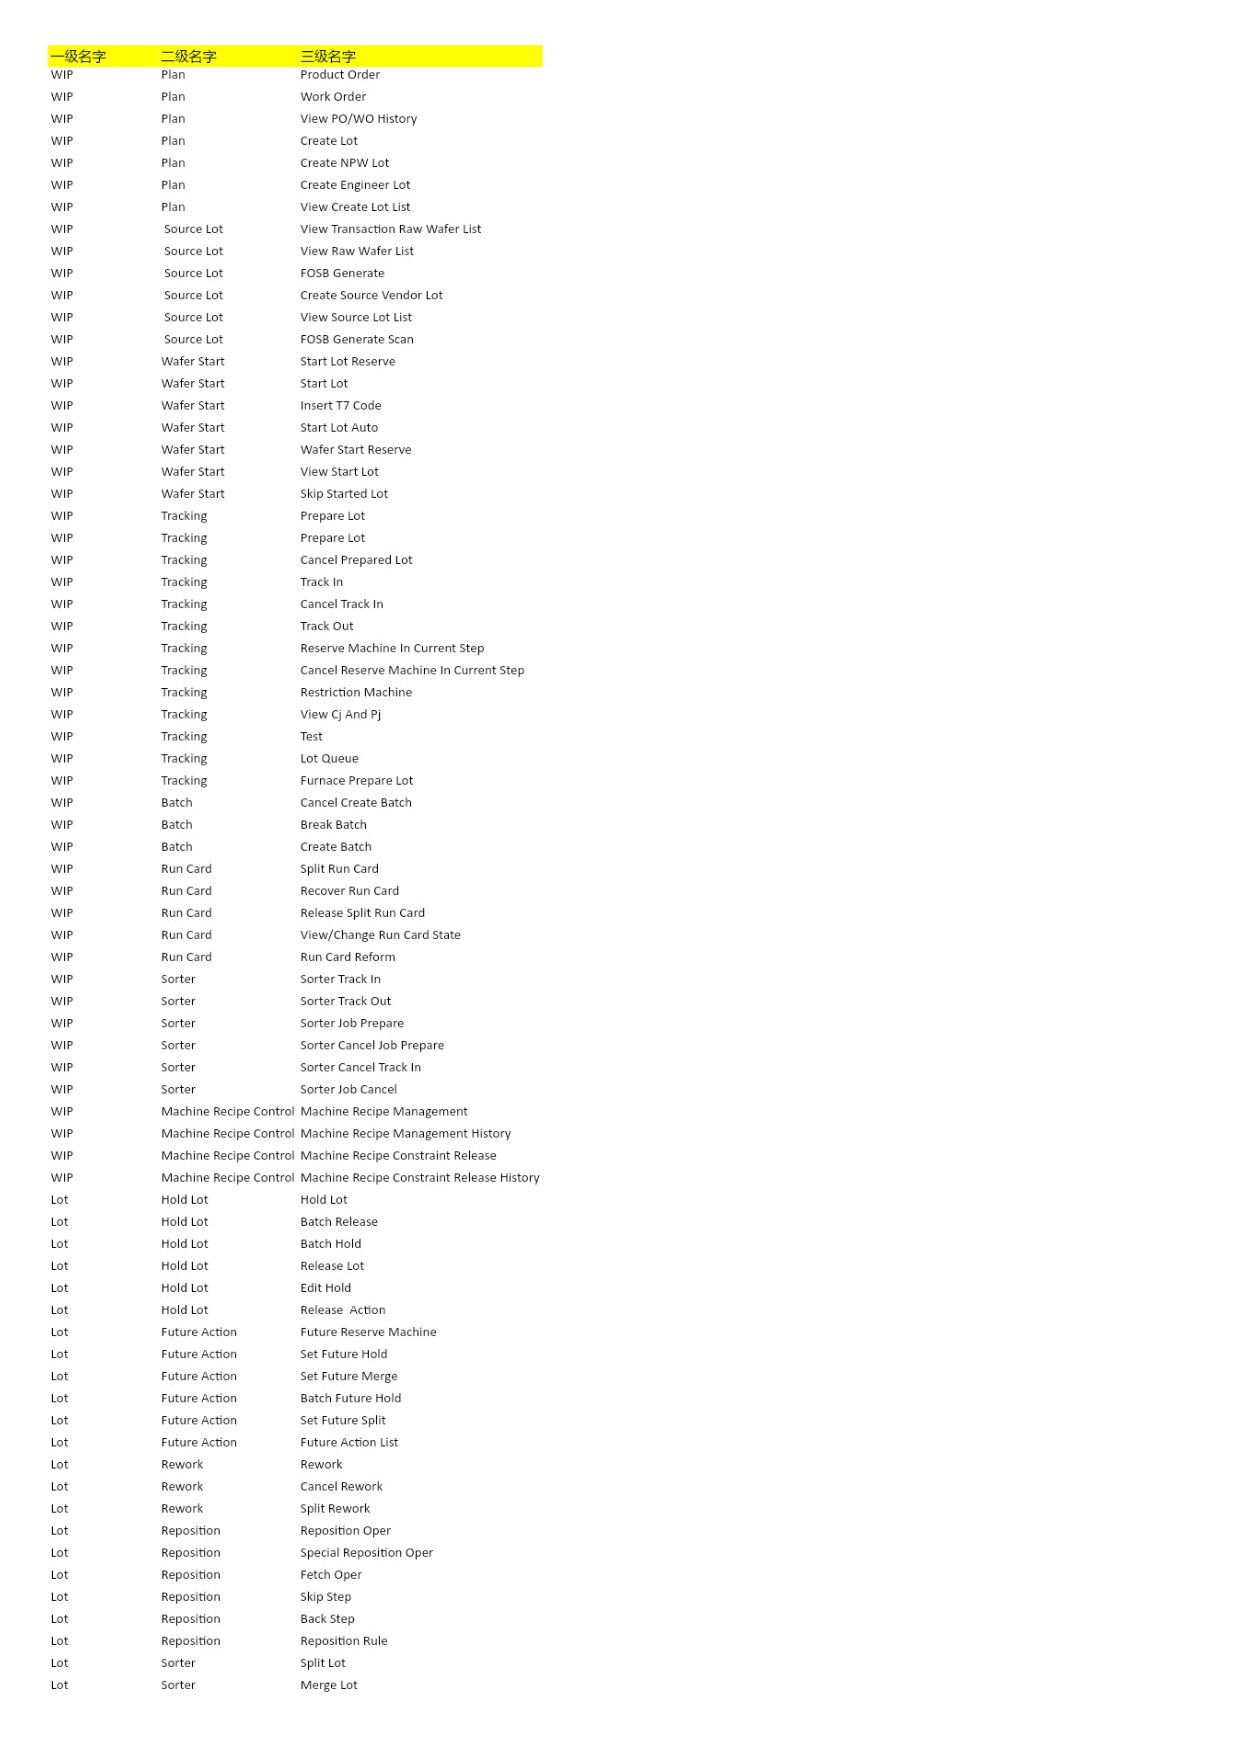 一级名字 二级名字 三级名字
WIP Plan Product Order
WIP Plan Work Order
WIP Plan View PO/WO History
WIP Plan Create Lot
WIP Plan Create NPW Lot
WIP Plan Create Engineer Lot
WIP Plan View Create Lot List
WIP Source Lot View Transaction Raw Wafer List
WIP Source Lot View Raw Wafer List
WIP Source Lot FOSB Generate
WIP Source Lot Create Source Vendor Lot
WIP Source Lot View Source Lot List
WIP Source Lot FOSB Generate Scan
WIP Wafer Start Start Lot Reserve
WIP Wafer Start Start Lot
WIP Wafer Start Insert T7 Code
WIP Wafer Start Start Lot Auto
WIP Wafer Start Wafer Start Reserve
WIP Wafer Start View Start Lot
WIP Wafer Start Skip Started Lot
WIP Tracking Prepare Lot
WIP Tracking Prepare Lot
WIP Tracking Cancel Prepared Lot
WIP Tracking Track In
WIP Tracking Cancel Track In
WIP Tracking Track Out
WIP Tracking Reserve Machine In Current Step
WIP Tracking Cancel Reserve Machine In Current Step
WIP Tracking Restriction Machine
WIP Tracking View Cj And Pj
WIP Tracking Test
WIP Tracking Lot Queue
WIP Tracking Furnace Prepare Lot
WIP Batch Cancel Create Batch
WIP Batch Break Batch
WIP Batch Create Batch
WIP Run Card Split Run Card
WIP Run Card Recover Run Card
WIP Run Card Release Split Run Card
WIP Run Card View/Change Run Card State
WIP Run Card Run Card Reform
WIP Sorter Sorter Track In
WIP Sorter Sorter Track Out
WIP Sorter Sorter Job Prepare
WIP Sorter Sorter Cancel Job Prepare
WIP Sorter Sorter Cancel Track In
WIP Sorter Sorter Job Cancel
WIP Machine Recipe Control Machine Recipe Management
WIP Machine Recipe Control Machine Recipe Management History
WIP Machine Recipe Control Machine Recipe Constraint Release
WIP Machine Recipe Control Machine Recipe Constraint Release History
Lot Hold Lot Hold Lot
Lot Hold Lot Batch Release
Lot Hold Lot Batch Hold
Lot Hold Lot Release Lot
Lot Hold Lot Edit Hold
Lot Hold Lot Release  Action
Lot Future Action Future Reserve Machine
Lot Future Action Set Future Hold
Lot Future Action Set Future Merge
Lot Future Action Batch Future Hold
Lot Future Action Set Future Split
Lot Future Action Future Action List
Lot Rework Rework
Lot Rework Cancel Rework
Lot Rework Split Rework
Lot Reposition Reposition Oper
Lot Reposition Special Reposition Oper
Lot Reposition Fetch Oper
Lot Reposition Skip Step
Lot Reposition Back Step
Lot Reposition Reposition Rule
Lot Sorter Split Lot
Lot Sorter Merge Lot